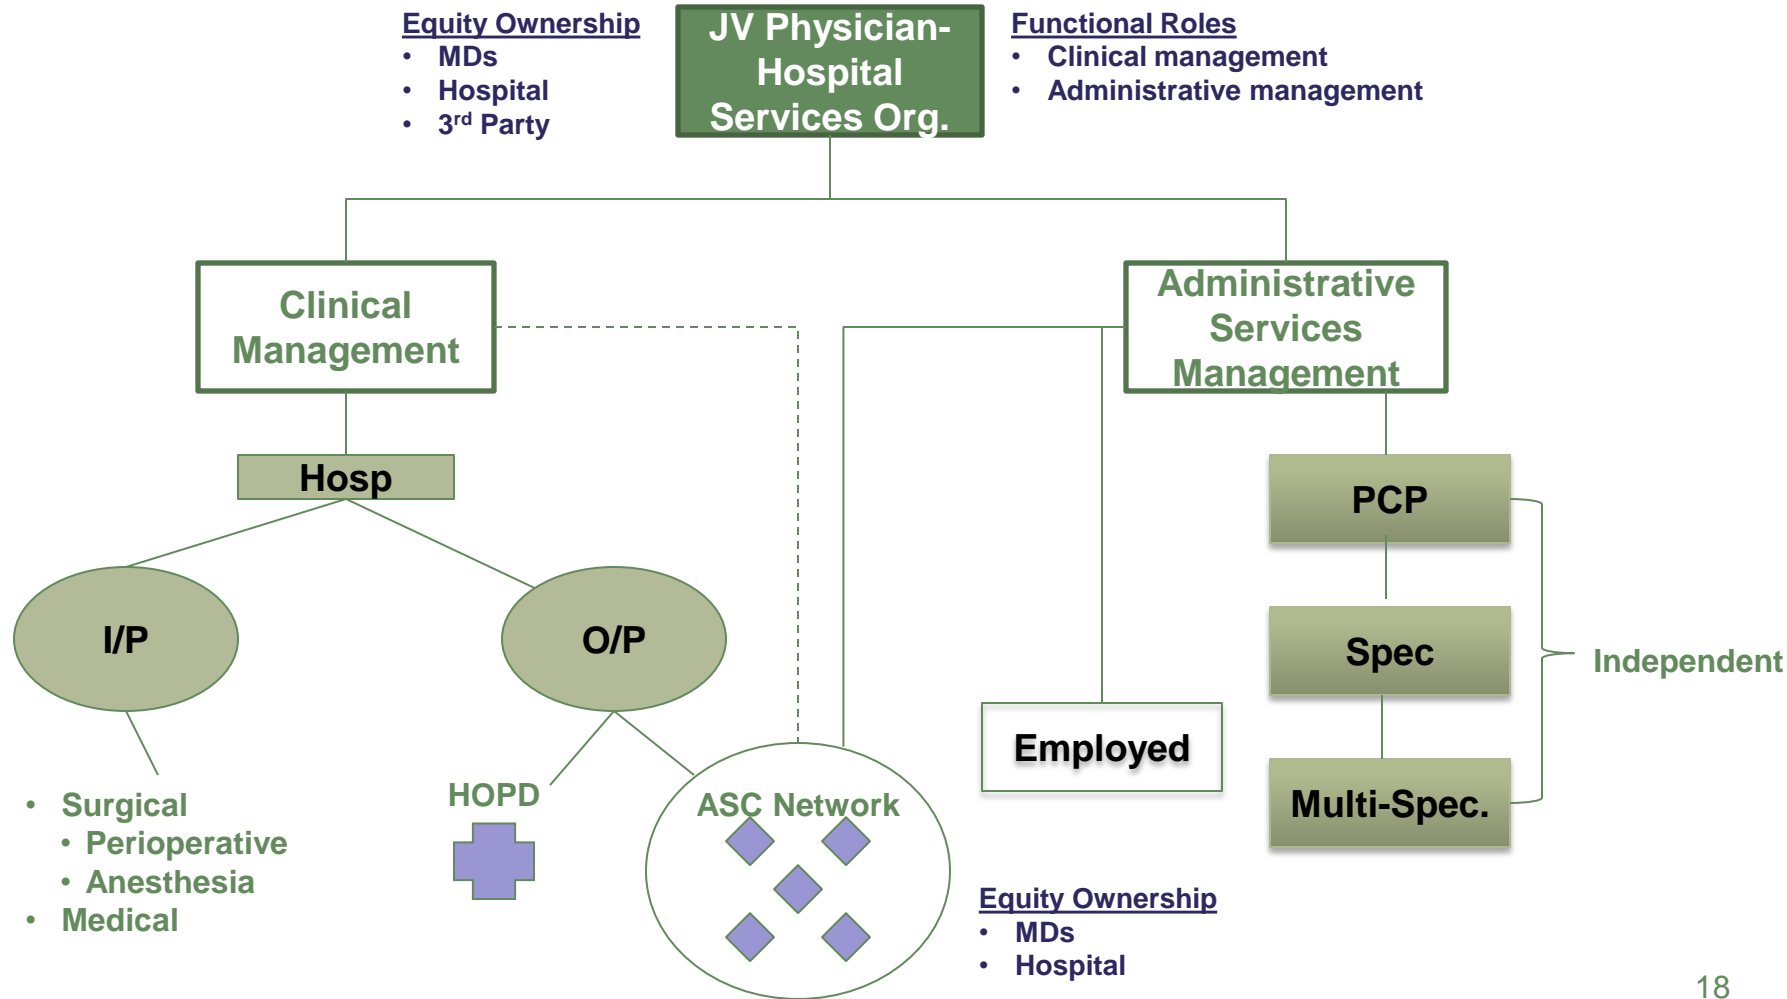 Equity Ownership
• MDs
• Hospital
• 3rd Party
JV Physician-
Hospital
Services Org.
Functional Roles
• Clinical management
• Administrative management
Clinical
Management
Administrative
Services
Management
Hosp
PCP
I/P
O/P
Spec
Independent
Employed
Multi-Spec.
• Surgical
• Perioperative
• Anesthesia
• Medical
HOPD
ASC Network
Equity Ownership
• MDs
• Hospital
18